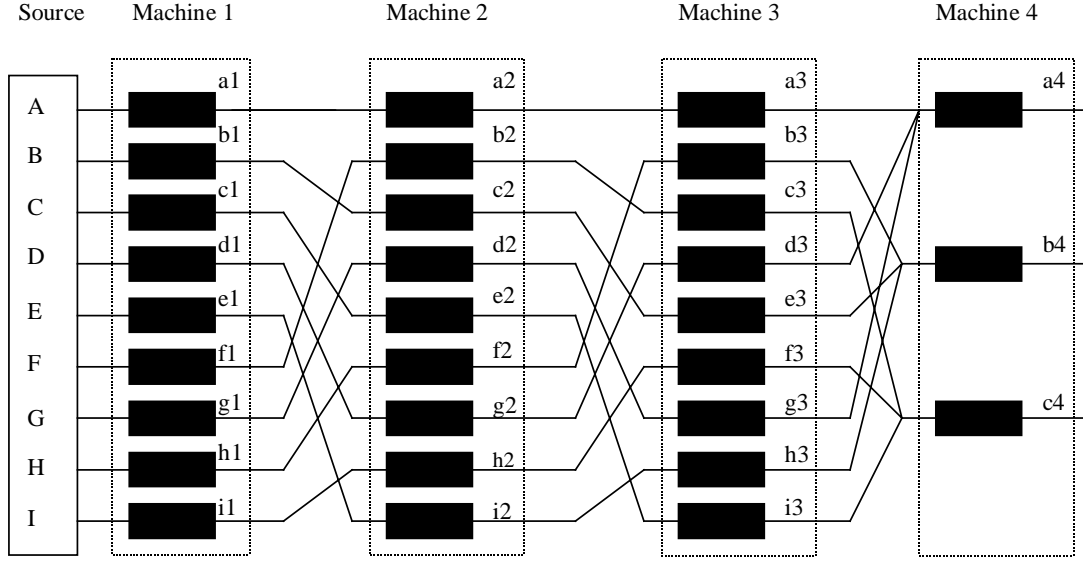 Source Machine 1 Machine 2 Machine 3 Machine 4
A a1 a2 a3 a4
b1 b2 b3
B
c1 c2 c3
C
d1 d2 d3 b4
D
e1 e2 e3
E
f1 f2 f3
F
g1 g2 g3 c4
G
h1 h2 h3
H
i1 i2 i3
I